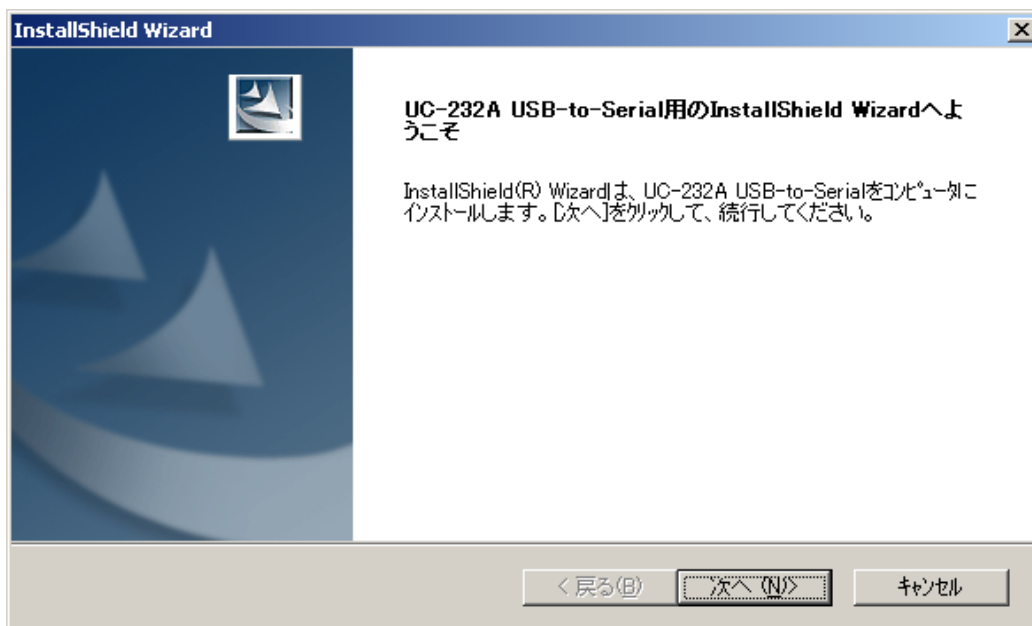 InstallShield Wizard
UC-232A USB-to-Serial用のInstallShield Wizardへよ
うこそ
InstallShield(R) Wizardは、UC-232A USB-to-Serialをコンピュータに
インストールします。[次へ]をクリックして、続行してください。
< 戻る(B)
次へ (N)>
キャンセル